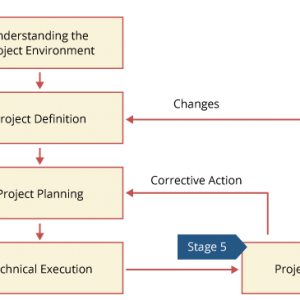 nderstanding the
oject Environment
Changes
roject Definition
Corrective Action
Project Planning
Stage 5
chnical Execution
Proje